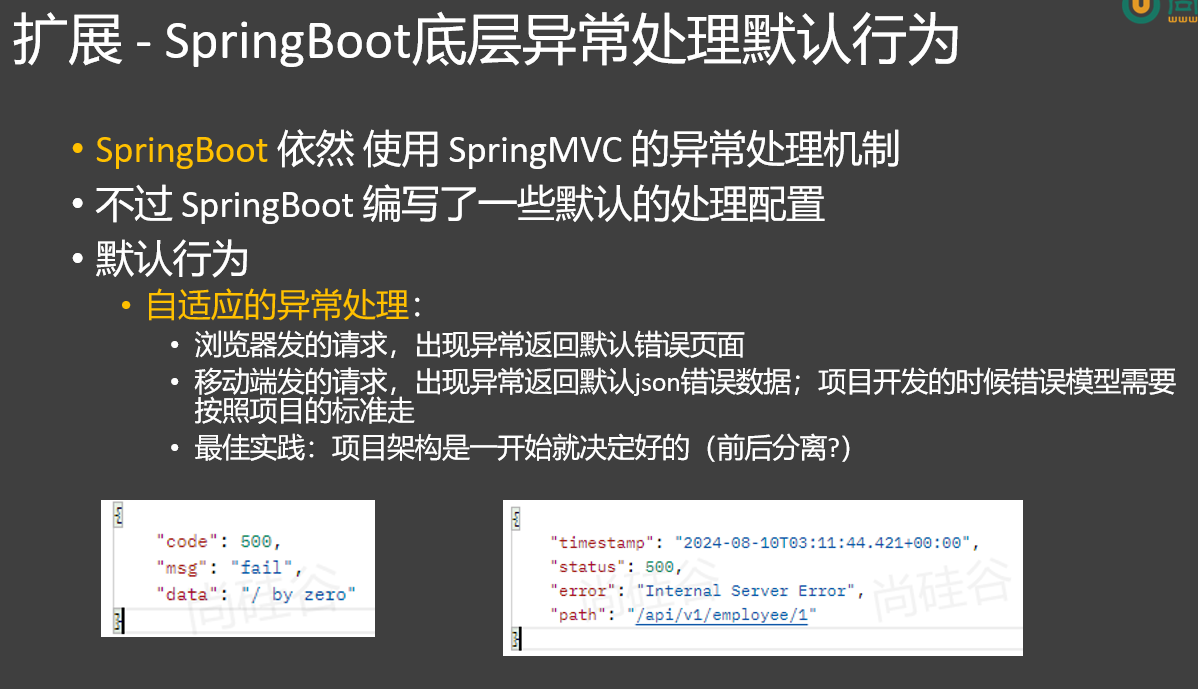 扩展 - SpringBoot底层异常处理默认行为
• SpringBoot 依然 使用 SpringMVC 的异常处理机制
• 不过 SpringBoot 编写了一些默认的处理配置
• 默认行为
• 自适应的异常处理：
• 浏览器发的请求，出现异常返回默认错误页面
• 移动端发的请求，出现异常返回默认json错误数据；项目开发的时候错误模型需要
按照项目的标准走
• 最佳实践：项目架构是一开始就决定好的（前后分离?）
{
"code": 500,
"msg": "fail",
"data": "/ by zero"
}
尚硅谷
{
"timestamp": "2024-08-10T03:11:44.421+00:00",
"status": 500,
"error": "Internal Server Error",
"path": "/api/v1/employee/1"
}
尚硅谷
尚硅谷